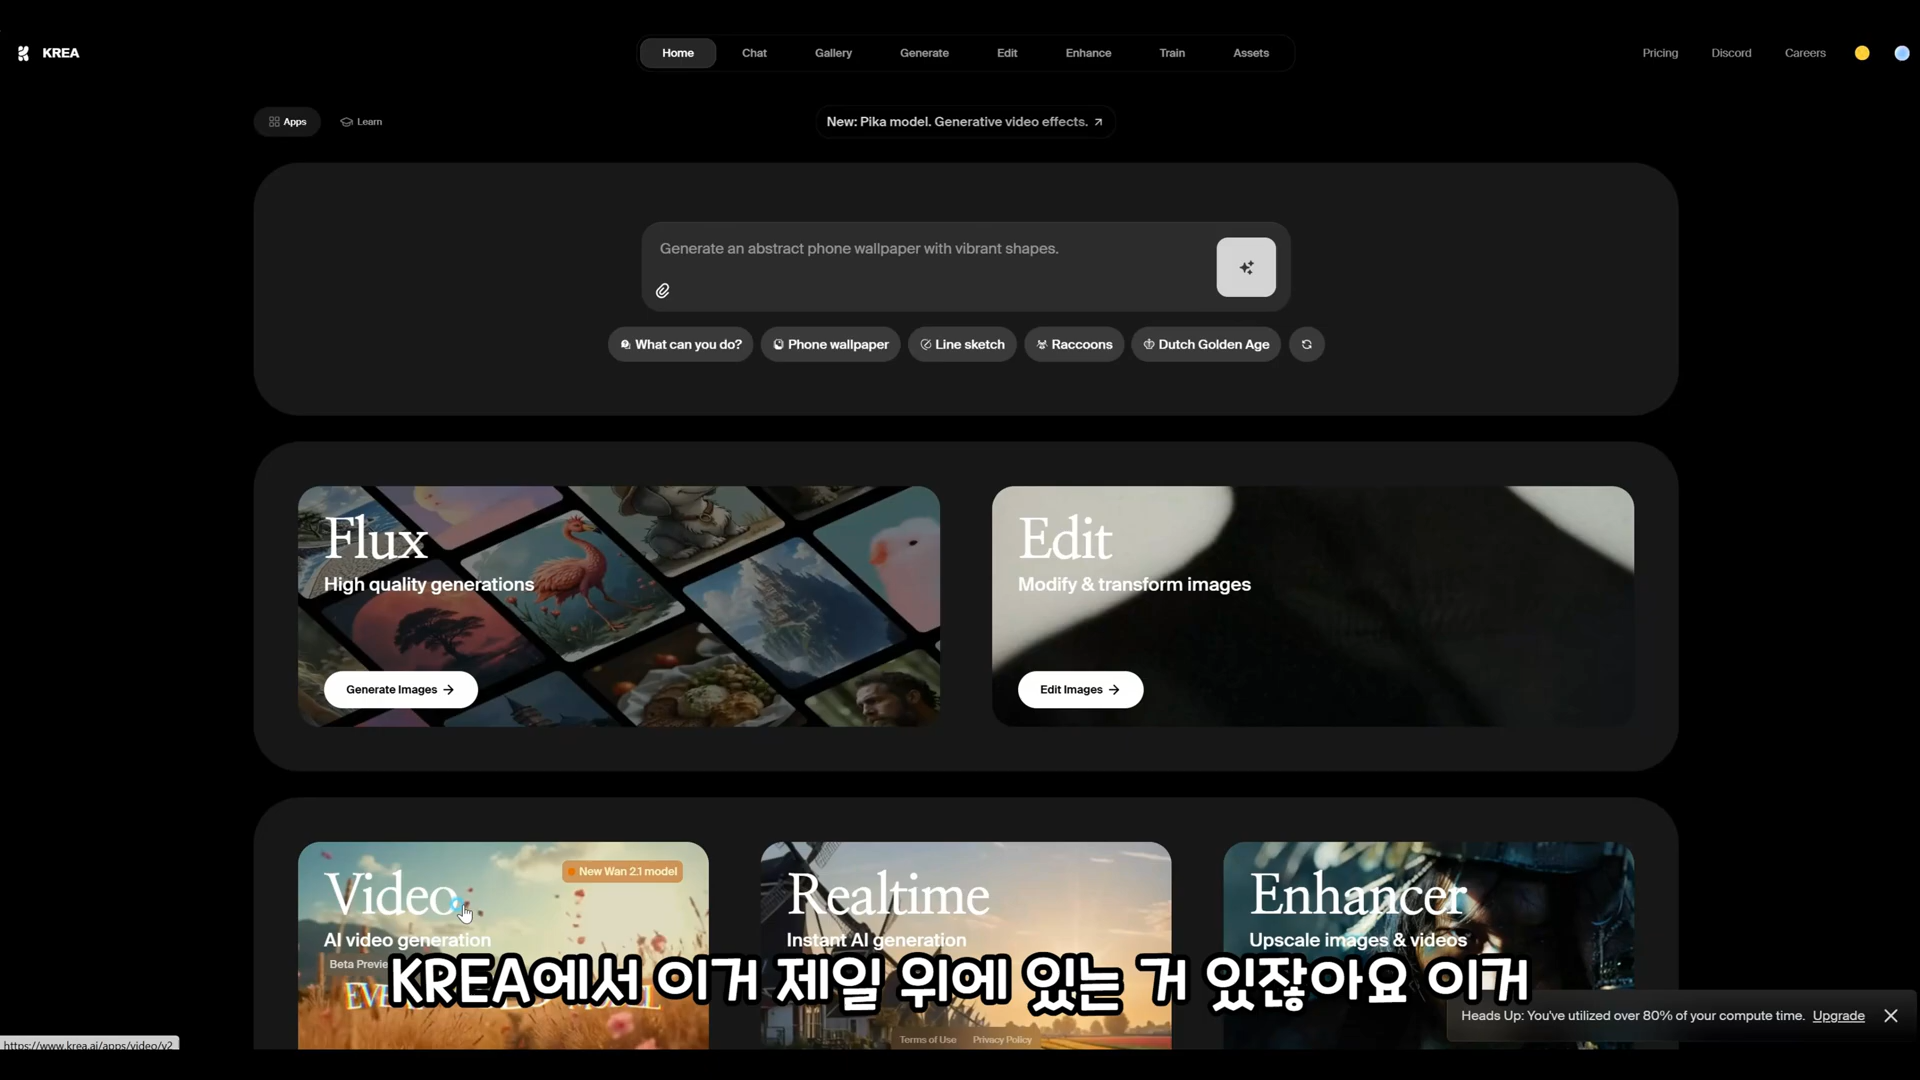 KREA
Home Chat Gallery Generate Edit Enhance Train Assets
Pricing Discord Careers
Apps Learn
New: Pika model. Generative video effects.
Generate an abstract phone wallpaper with vibrant shapes.
What can you do? Phone wallpaper Line sketch Raccoons Dutch Golden Age
Flux
High quality generations
Generate Images
Edit
Modify & transform images
Edit Images
Video
New Wan 2.1 model
AI video generation
Beta
Realtime
Instant AI generation
Enhancer
Upscale images & videos
KREA에서 이거 제일 위에 있는 거 있잖아요 이거
Heads Up: You've utilized over 80% of your compute time. Upgrade
Terms of Use Privacy Policy
https://www.krea.ai/apps/video/v2